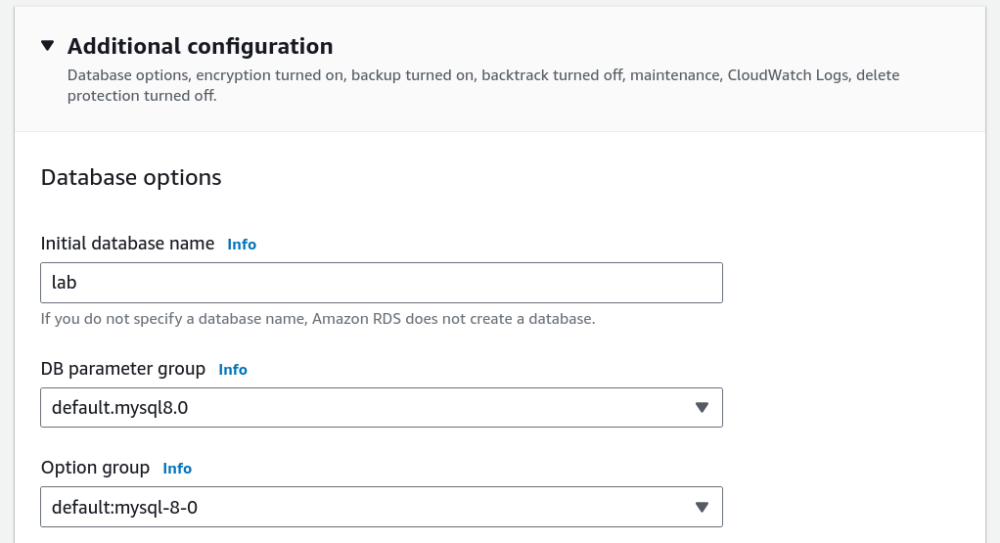 Additional configuration
Database options, encryption turned on, backup turned on, backtrack turned off, maintenance, CloudWatch Logs, delete
protection turned off.
Database options
Initial database name Info
lab
If you do not specify a database name, Amazon RDS does not create a database.
DB parameter group Info
default.mysql8.0
Option group Info
default:mysql-8-0